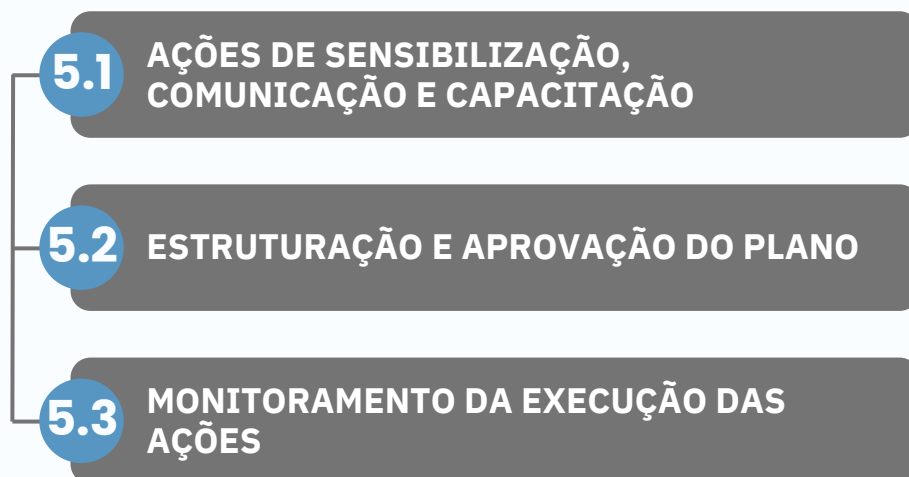 5.1
AÇÕES DE SENSIBILIZAÇÃO,
COMUNICAÇÃO E CAPACITAÇÃO
5.2
ESTRUTURAÇÃO E APROVAÇÃO DO PLANO
5.3
MONITORAMENTO DA EXECUÇÃO DAS
AÇÕES